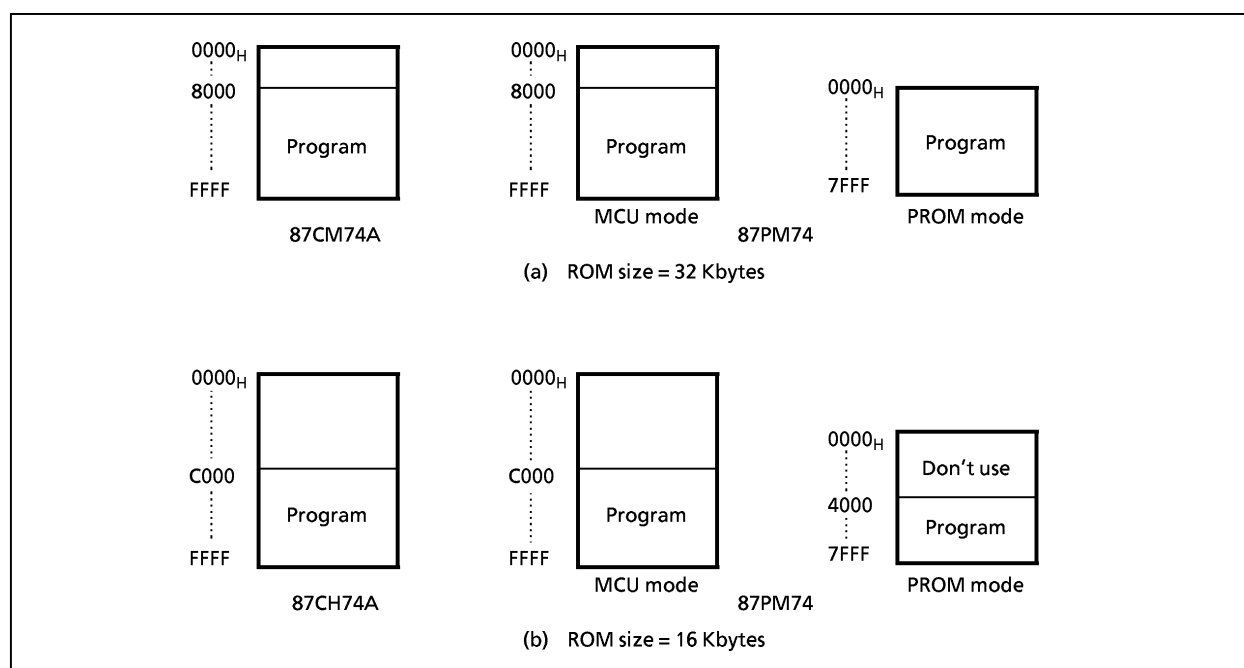 0000H
8000
Program
FFFF
87CM74A
0000H
8000
Program
FFFF
MCU mode
87PM74
0000H
Program
7FFF
PROM mode
(a) ROM size = 32 Kbytes
0000H
C000
Program
FFFF
87CH74A
0000H
C000
Program
FFFF
MCU mode
87PM74
0000H
Don't use
4000
Program
7FFF
PROM mode
(b) ROM size = 16 Kbytes